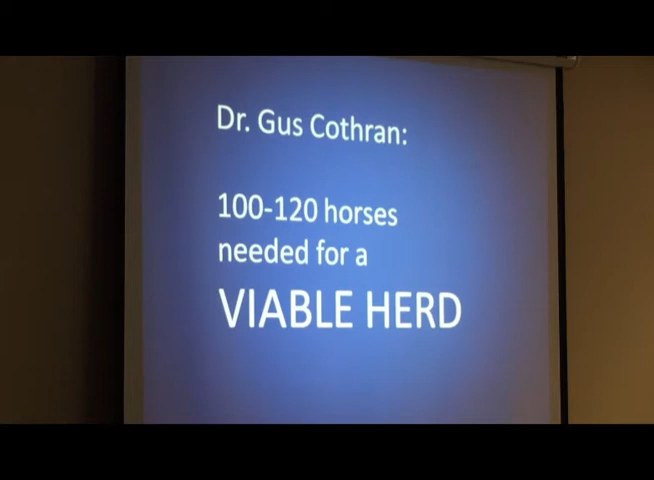 Dr. Gus Cothran:
100-120 horses
needed for a
VIABLE HERD